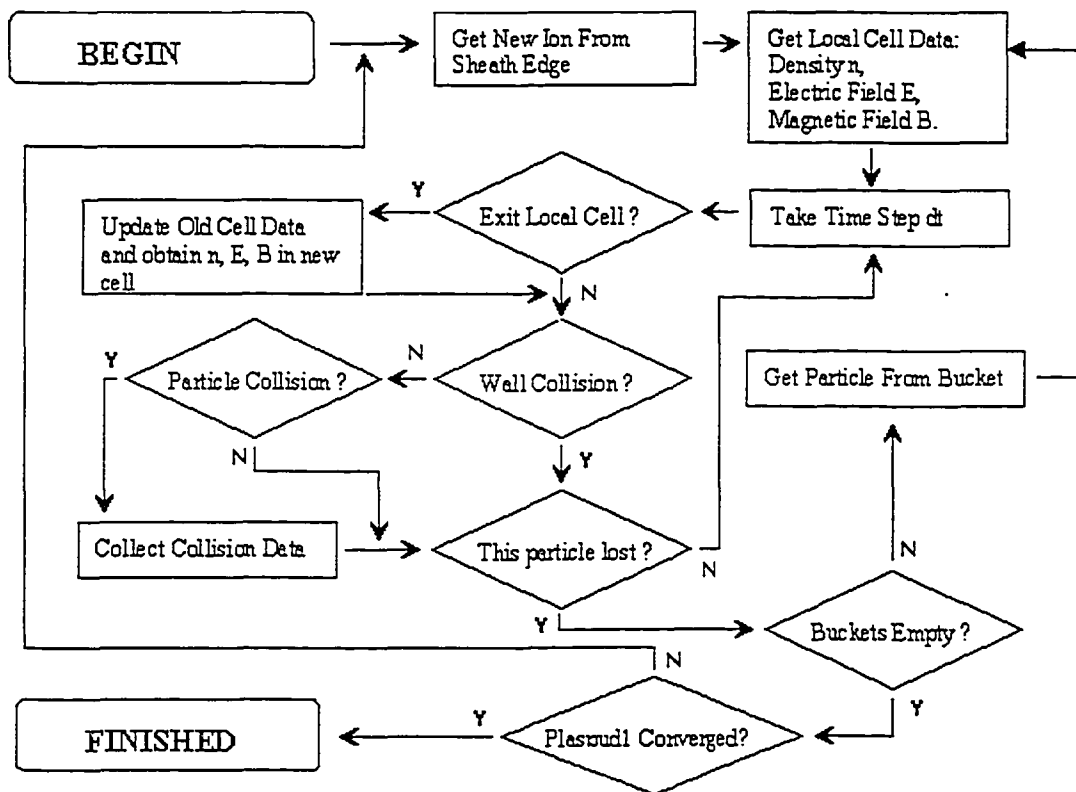 BEGIN
Get New Ion From
Sheath Edge
Get Local Cell Data:
Density n,
Electric Field E,
Magnetic Field B.
Y
Exit Local Cell ?
Take Time Step dt
Update Old Cell Data
and obtain n, E, B in new
cell
N
Y
Particle Collision ?
N
Wall Collision ?
Get Particle From Bucket
N
Y
Collect Collision Data
This particle lost ?
N
N
Y
Buckets Empty ?
N
Y
FINISHED
Y
Plasmud1 Converged?